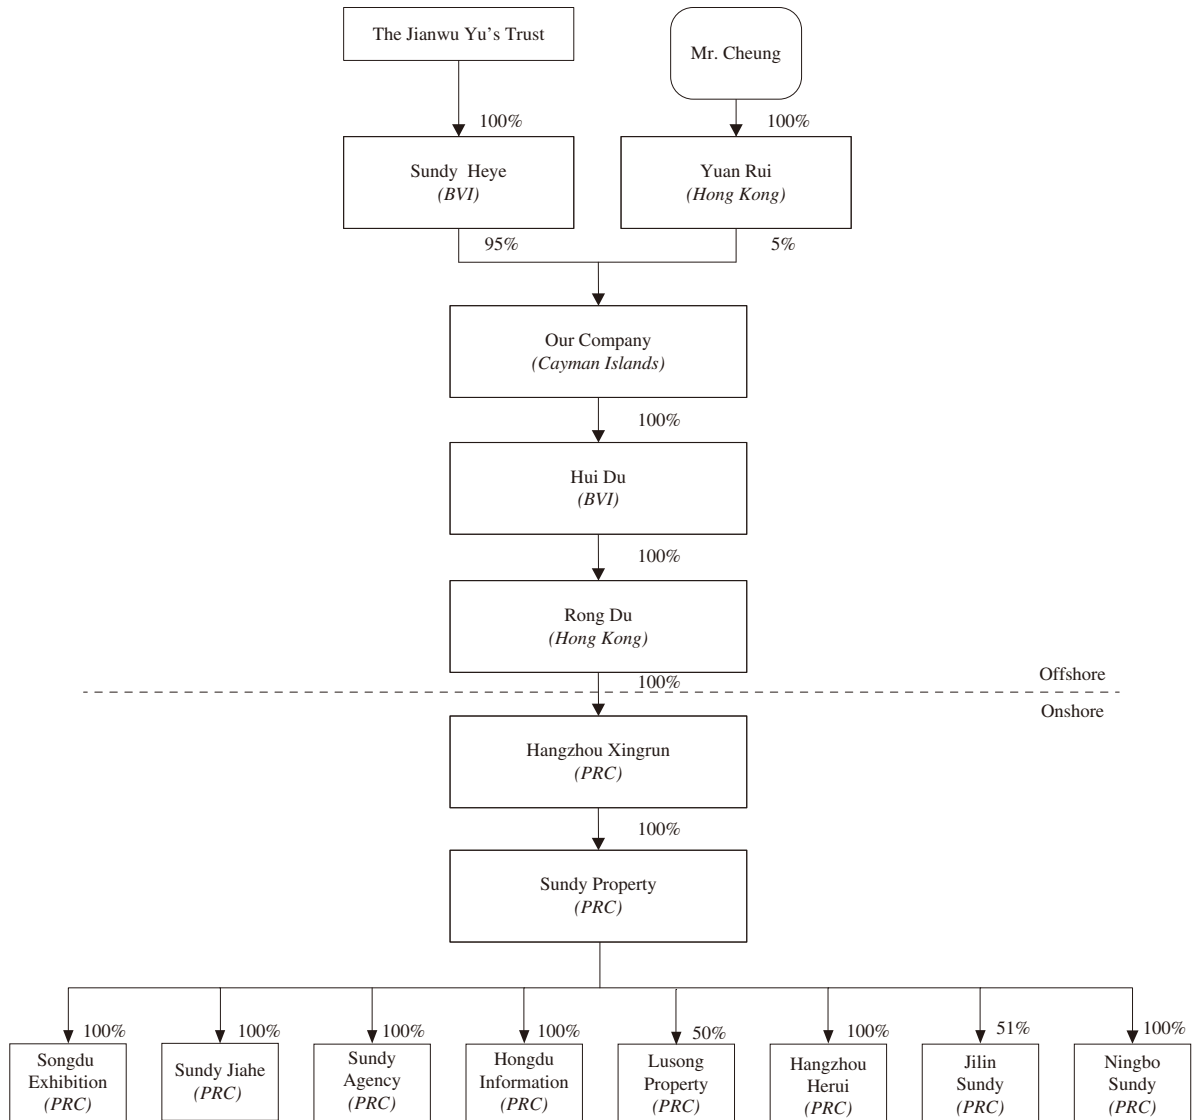 The Jianwu Yu's Trust
Mr. Cheung
100%
100%
Sundy Heye
(BVI)
Yuan Rui
(Hong Kong)
95%
5%
Our Company
(Cayman Islands)
100%
Hui Du
(BVI)
100%
Rong Du
(Hong Kong)
Offshore
100%
Onshore
Hangzhou Xingrun
(PRC)
100%
Sundy Property
(PRC)
100%
100%
100%
100%
50%
100%
51%
100%
Songdu
Exhibition
(PRC)
Sundy Jiahe
(PRC)
Sundy
Agency
(PRC)
Hongdu
Information
(PRC)
Lusong
Property
(PRC)
Hangzhou
Herui
(PRC)
Jilin
Sundy
(PRC)
Ningbo
Sundy
(PRC)